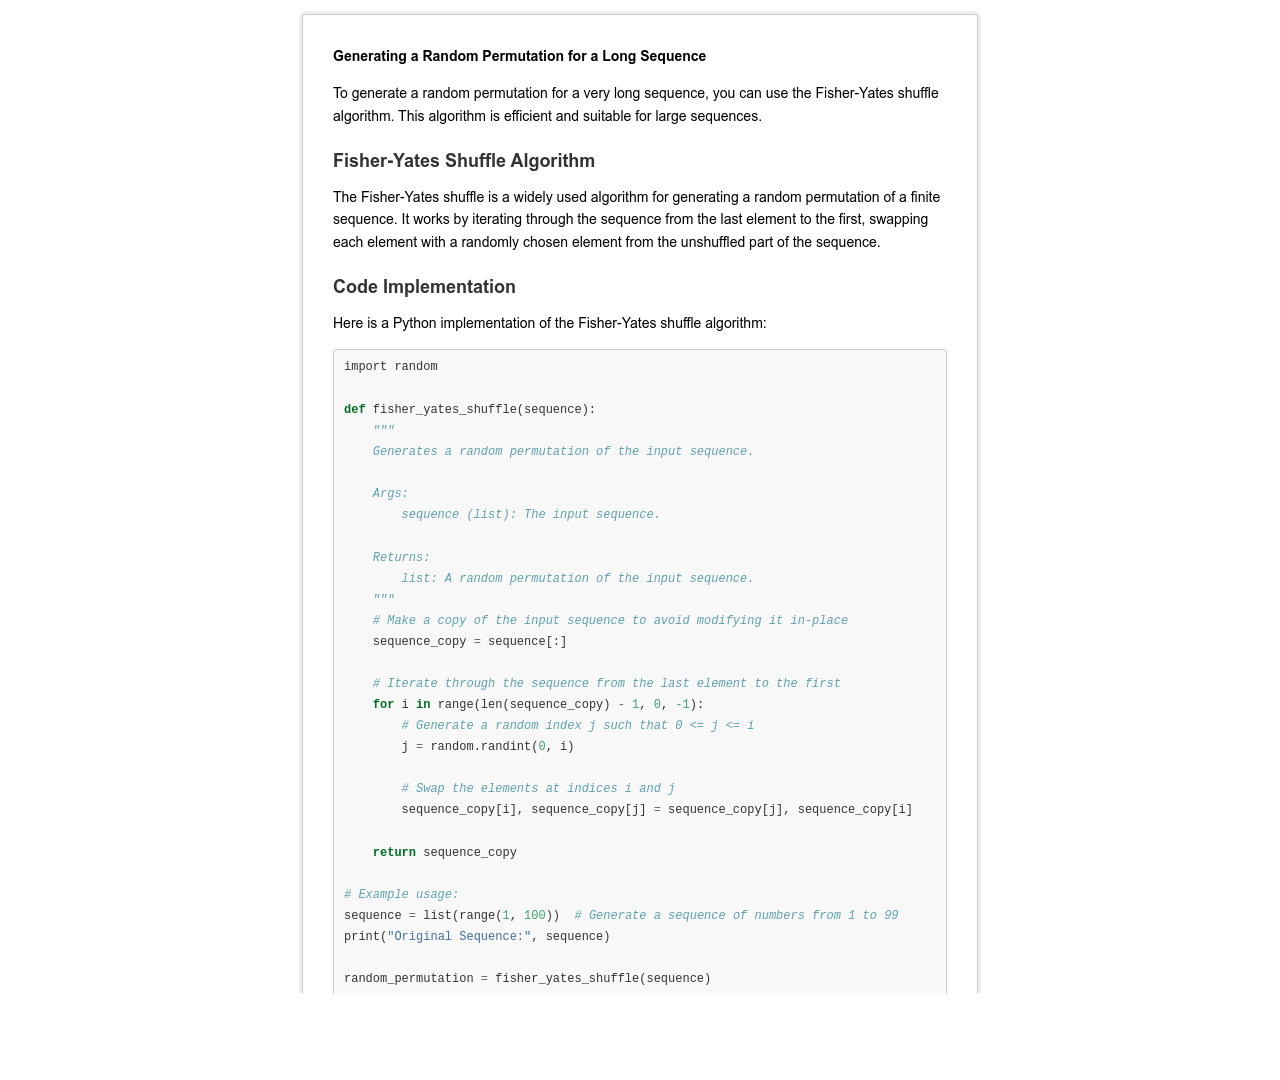 Generating a Random Permutation for a Long Sequence
To generate a random permutation for a very long sequence, you can use the Fisher-Yates shuffle
algorithm. This algorithm is efficient and suitable for large sequences.
Fisher-Yates Shuffle Algorithm
The Fisher-Yates shuffle is a widely used algorithm for generating a random permutation of a finite
sequence. It works by iterating through the sequence from the last element to the first, swapping
each element with a randomly chosen element from the unshuffled part of the sequence.
Code Implementation
Here is a Python implementation of the Fisher-Yates shuffle algorithm:
import random
def fisher_yates_shuffle(sequence):
    """
    Generates a random permutation of the input sequence.
    Args:
        sequence (list): The input sequence.
    Returns:
        list: A random permutation of the input sequence.
    """
    # Make a copy of the input sequence to avoid modifying it in-place
    sequence_copy = sequence[:]
    # Iterate through the sequence from the last element to the first
    for i in range(len(sequence_copy) - 1, 0, -1):
        # Generate a random index j such that 0 <= j <= i
        j = random.randint(0, i)
        # Swap the elements at indices i and j
        sequence_copy[i], sequence_copy[j] = sequence_copy[j], sequence_copy[i]
    return sequence_copy
# Example usage:
sequence = list(range(1, 100))  # Generate a sequence of numbers from 1 to 99
print("Original Sequence:", sequence)
random_permutation = fisher_yates_shuffle(sequence)